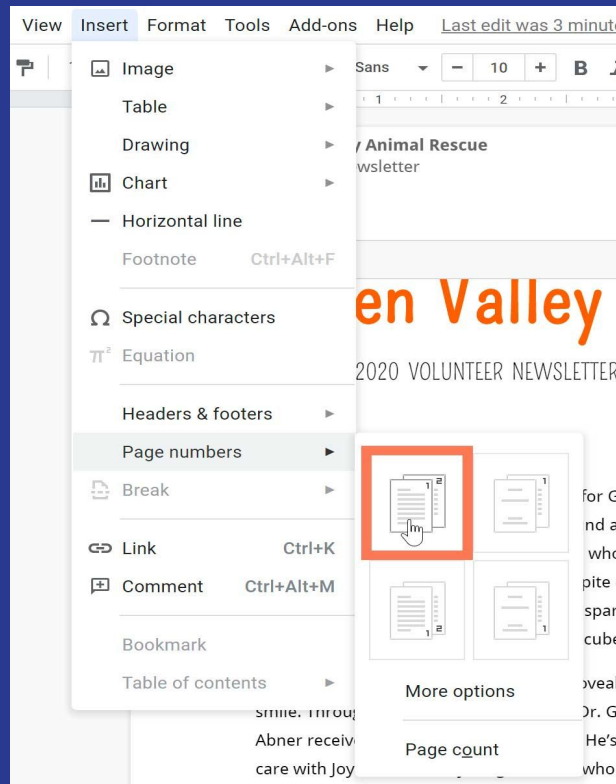 View Insert Format Tools Add-ons Help Last edit was 3 minut
Sans 10 B
Image
1 2
Table
Drawing
Animal Rescue
wsletter
Chart
Horizontal line
Footnote Ctrl+Alt+F
en Valley
Special characters
Equation
2020 VOLUNTEER NEWSLETTER
Headers & footers
Page numbers
Break
for G
nd a
who
Link Ctrl+K
pite
Comment Ctrl+Alt+M
spar
cube
Bookmark
Table of contents
More options
smile. Throug
Dr. G
Abner receiv
He's
Page count
care with Joy
who